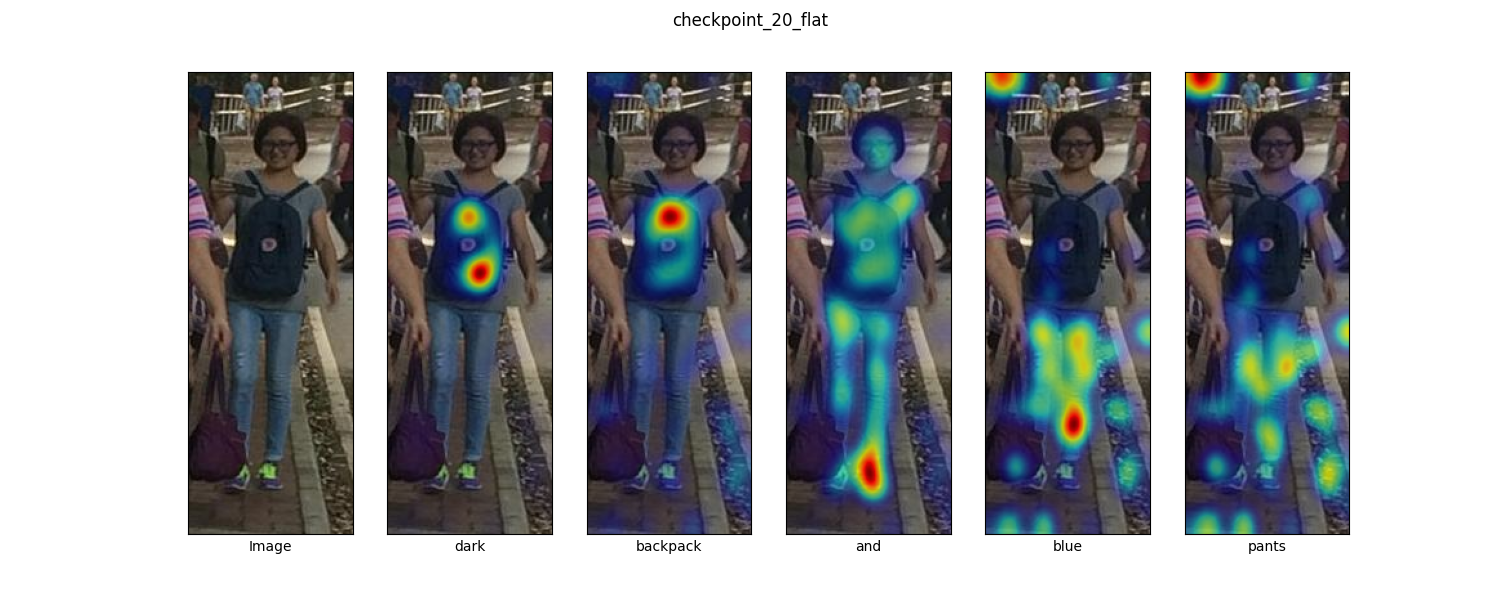 checkpoint_20_flat
Image
dark
backpack
and
blue
pants